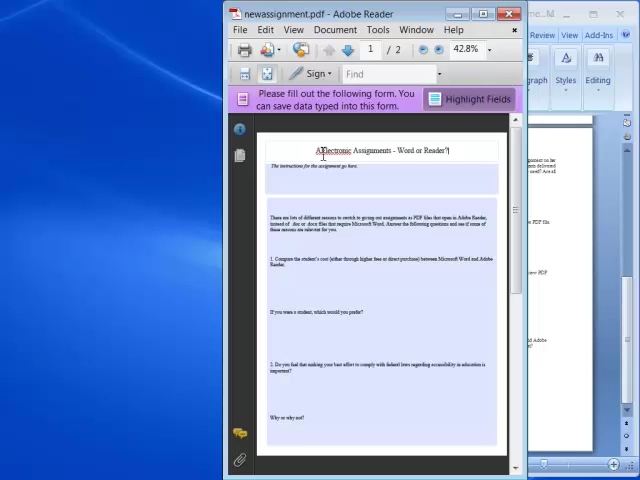 newassignment.pdf - Adobe Reader
File Edit View Document Tools Window Help
1 / 2 42.8%
Sign Find
Please fill out the following form. You
can save data typed into this form.
Highlight Fields
Electronic Assignments - Word or Reader?
The instructions for the assignment go here.
There are lots of different reasons to switch to giving out assignments as PDF files that open in Adobe Reader,
instead of .doc or .docx files that require Microsoft Word. Answer the following questions and see if some of
these reasons are relevant for you.
1. Compare the student's cost (either through higher fees or direct purchase) between Microsoft Word and Adobe
Reader.
If you were a student, which would you prefer?
2. Do you feel that making your best effort to comply with federal laws regarding accessibility in education is
important?
Why or why not?
Review View Add-Ins
Styles Editing